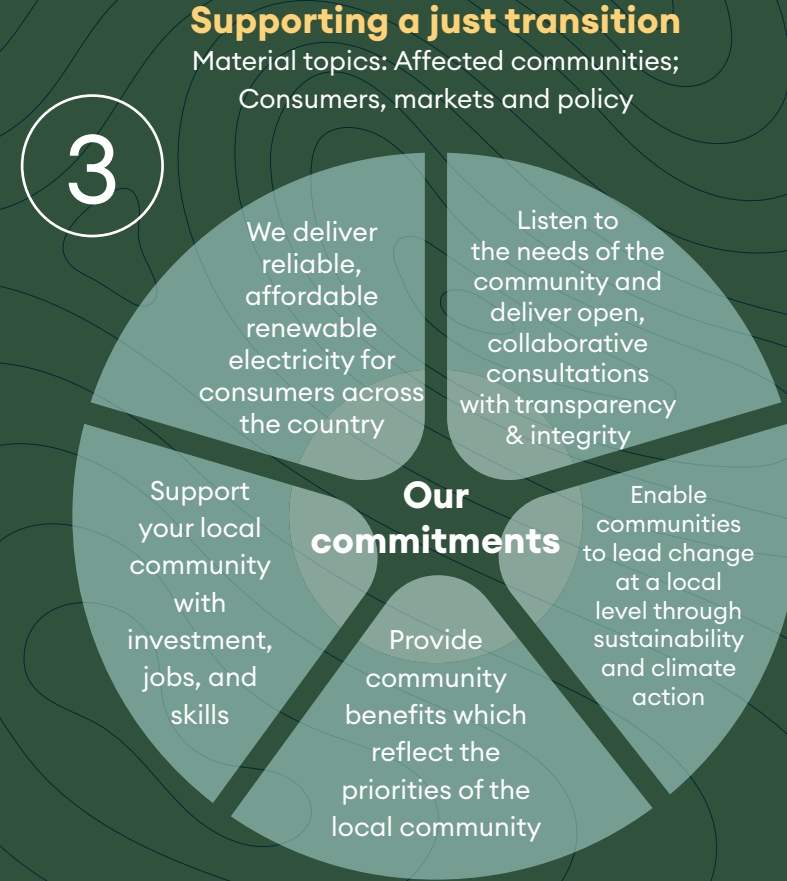 Supporting a just transition
Material topics: Affected communities;
Consumers, markets and policy
3
We deliver
reliable,
affordable
renewable
electricity for
consumers across
the country
Listen to
the needs of the
community and
deliver open,
collaborative
consultations
with transparency
& integrity
Our
commitments
Support
your local
community
with
investment,
jobs, and
skills
Enable
communities
to lead change
at a local
level through
sustainability
and climate
action
Provide
community
benefits which
reflect the
priorities of the
local community